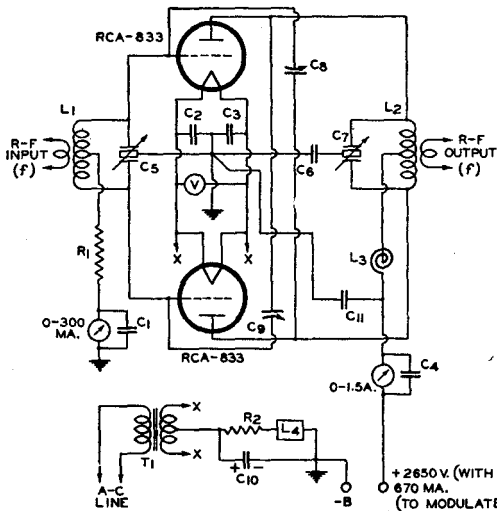 RCA-833
C8
L1
C2
C3
L2
R-F
INPUT
(f)
C5
C7
C6
R-F
OUTPUT
(f)
V
R1
X
X
L3
C11
0-300
MA.
C1
C9
RCA-833
C4
0-1.5A.
X
R2
L4
X
T1
C10
+ -
A-C
LINE
-B
+2650 V. (WITH
670 MA.
(TO MODULATE